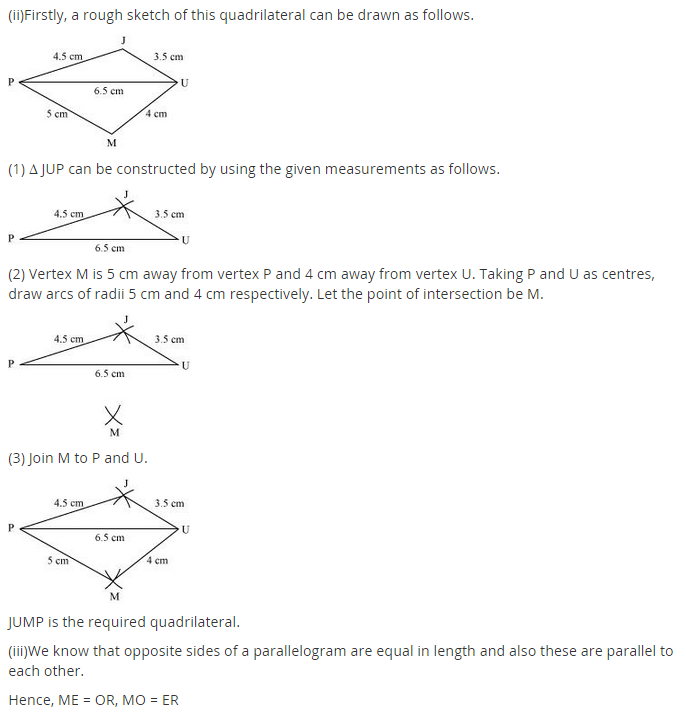 (ii)Firstly, a rough sketch of this quadrilateral can be drawn as follows.
J
4.5 cm 3.5 cm
P U
6.5 cm
5 cm 4 cm
M
(1) Δ JUP can be constructed by using the given measurements as follows.
J
4.5 cm 3.5 cm
P U
6.5 cm
(2) Vertex M is 5 cm away from vertex P and 4 cm away from vertex U. Taking P and U as centres,
draw arcs of radii 5 cm and 4 cm respectively. Let the point of intersection be M.
J
4.5 cm 3.5 cm
P U
6.5 cm
M
(3) Join M to P and U.
J
4.5 cm 3.5 cm
P U
6.5 cm
5 cm 4 cm
M
JUMP is the required quadrilateral.
(iii)We know that opposite sides of a parallelogram are equal in length and also these are parallel to
each other.
Hence, ME = OR, MO = ER